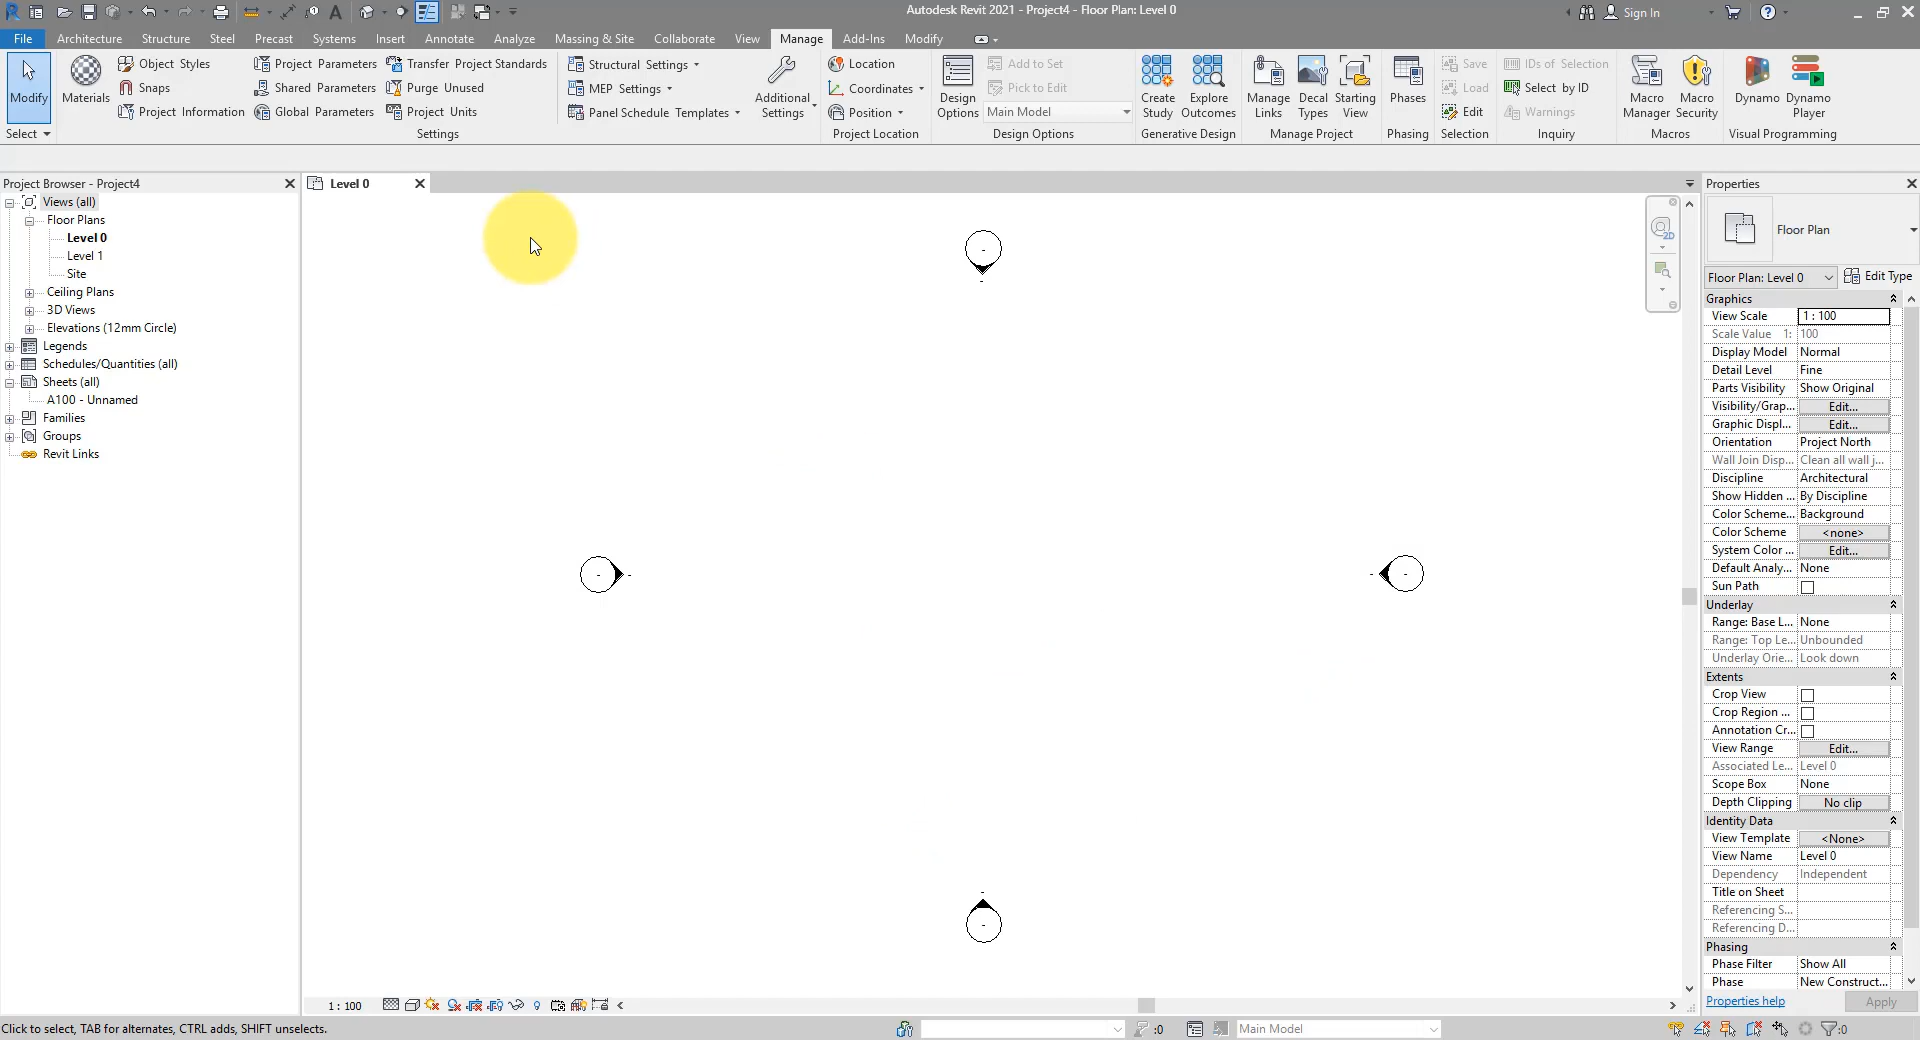 Autodesk Revit 2021 - Project4 - Floor Plan: Level 0
Sign In
File Architecture Structure Steel Precast Systems Insert Annotate Analyze Massing & Site Collaborate View Manage Add-Ins Modify
Modify
Select
Materials
Object Styles
Snaps
Project Information
Project Parameters
Shared Parameters
Global Parameters
Transfer Project Standards
Purge Unused
Project Units
Settings
Structural Settings
MEP Settings
Panel Schedule Templates
Additional
Settings
Location
Coordinates
Position
Project Location
Design
Options
Add to Set
Pick to Edit
Main Model
Design Options
Create
Study
Explore
Outcomes
Generative Design
Manage
Links
Decal
Types
Starting
View
Manage Project
Phases
Phasing
Save
Load
Edit
Selection
IDs of Selection
Select by ID
Warnings
Inquiry
Macro
Manager
Macro
Security
Macros
Dynamo
Dynamo
Player
Visual Programming
Project Browser - Project4
Views (all)
Floor Plans
Level 0
Level 1
Site
Ceiling Plans
3D Views
Elevations (12mm Circle)
Legends
Schedules/Quantities (all)
Sheets (all)
A100 - Unnamed
Families
Groups
Revit Links
Level 0
2D
Properties
Floor Plan
Floor Plan: Level 0
Edit Type
Graphics
View Scale 1 : 100
Scale Value 1: 100
Display Model Normal
Detail Level Fine
Parts Visibility Show Original
Visibility/Grap... Edit...
Graphic Displ... Edit...
Orientation Project North
Wall Join Disp... Clean all wall j...
Discipline Architectural
Show Hidden ... By Discipline
Color Scheme... Background
Color Scheme <none>
System Color ... Edit...
Default Analy... None
Sun Path
Underlay
Range: Base L... None
Range: Top Le... Unbounded
Underlay Orie... Look down
Extents
Crop View
Crop Region ...
Annotation Cr...
View Range Edit...
Associated Le... Level 0
Scope Box None
Depth Clipping No clip
Identity Data
View Template <None>
View Name Level 0
Dependency Independent
Title on Sheet
Referencing S...
Referencing D...
Phasing
Phase Filter Show All
Phase New Construct...
Properties help
Apply
1 : 100
Click to select, TAB for alternates, CTRL adds, SHIFT unselects.
:0
Main Model
:0